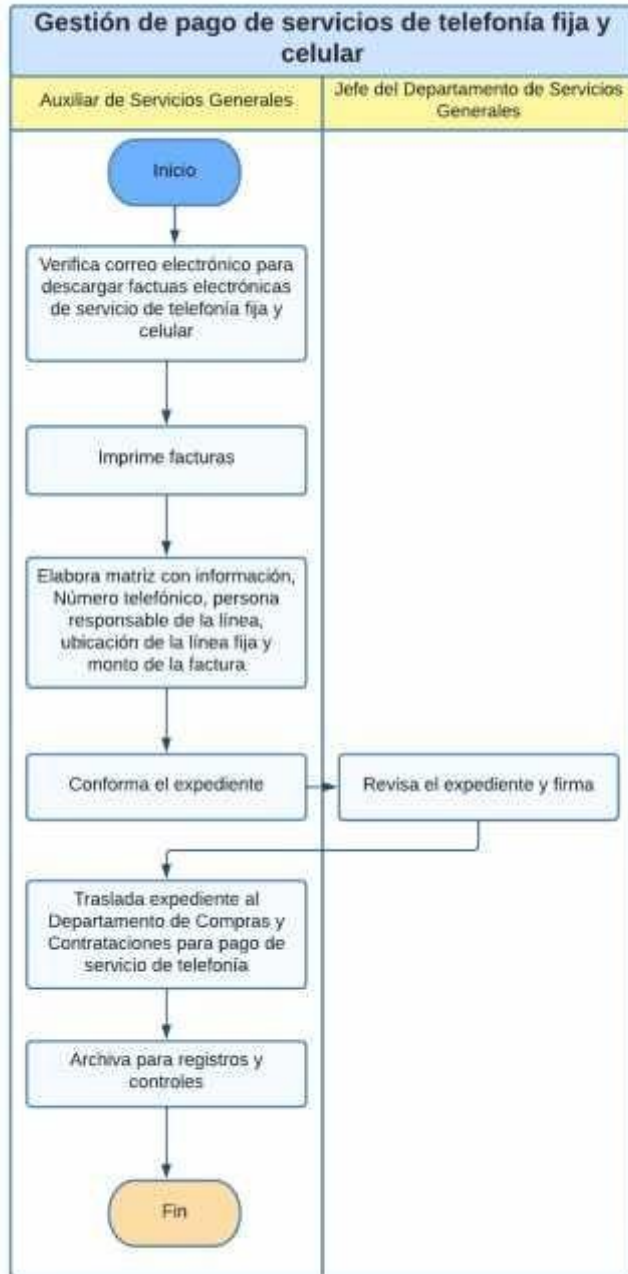 Gestión de pago de servicios de telefonía fija y
celular
Auxiliar de Servicios Generales
Jefe del Departamento de Servicios
Generales
Inicio
Verifica correo electrónico para
descargar factuas electrónicas
de servicio de telefonía fija y
celular
Imprime facturas
Elabora matriz con información,
Número telefónico, persona
responsable de la línea,
ubicación de la línea fija y
monto de la factura
Conforma el expediente
Revisa el expediente y firma
Traslada expediente al
Departamento de Compras y
Contrataciones para pago de
servicio de telefonía
Archiva para registros y
controles
Fin